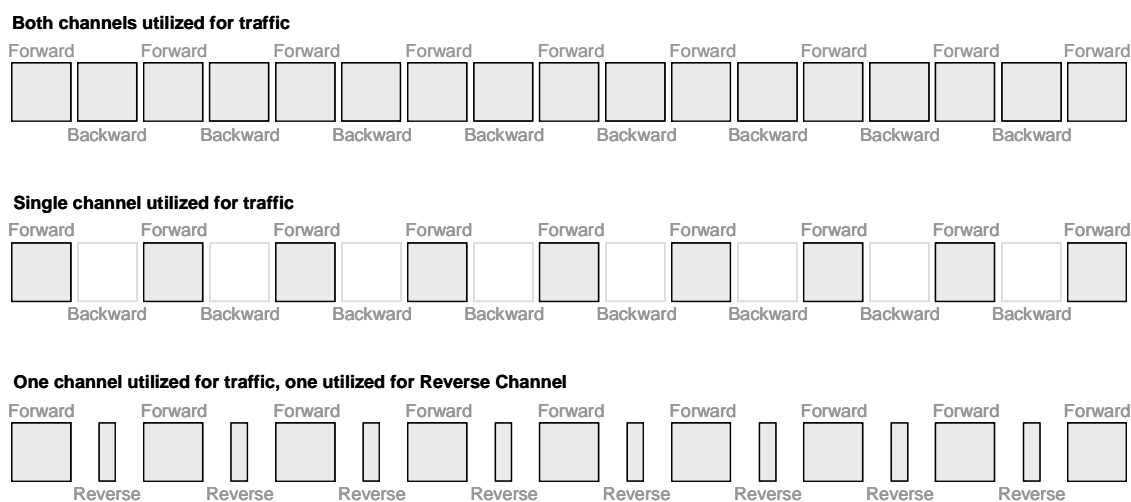 Both channels utilized for traffic
Forward Forward Forward Forward Forward Forward Forward Forward Forward
Backward Backward Backward Backward Backward Backward Backward Backward
Single channel utilized for traffic
Forward Forward Forward Forward Forward Forward Forward Forward Forward
Backward Backward Backward Backward Backward Backward Backward Backward
One channel utilized for traffic, one utilized for Reverse Channel
Forward Forward Forward Forward Forward Forward Forward Forward Forward
Reverse Reverse Reverse Reverse Reverse Reverse Reverse Reverse